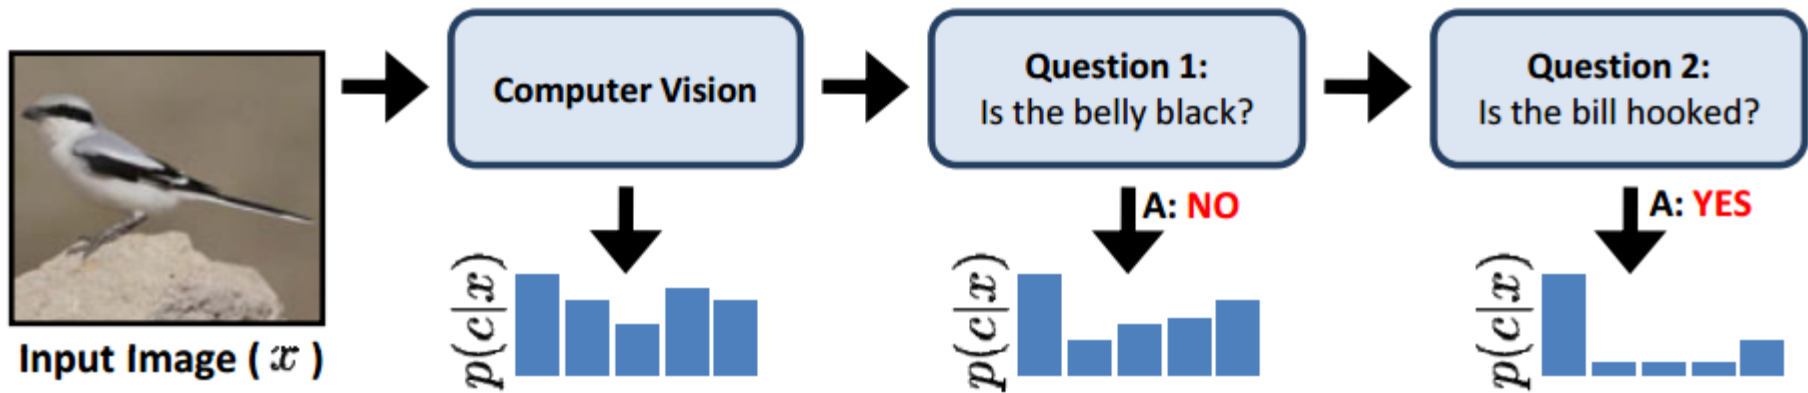 Input Image ( x )
Computer Vision
p(c|x)
Question 1:
Is the belly black?
A: NO
p(c|x)
Question 2:
Is the bill hooked?
A: YES
p(c|x)